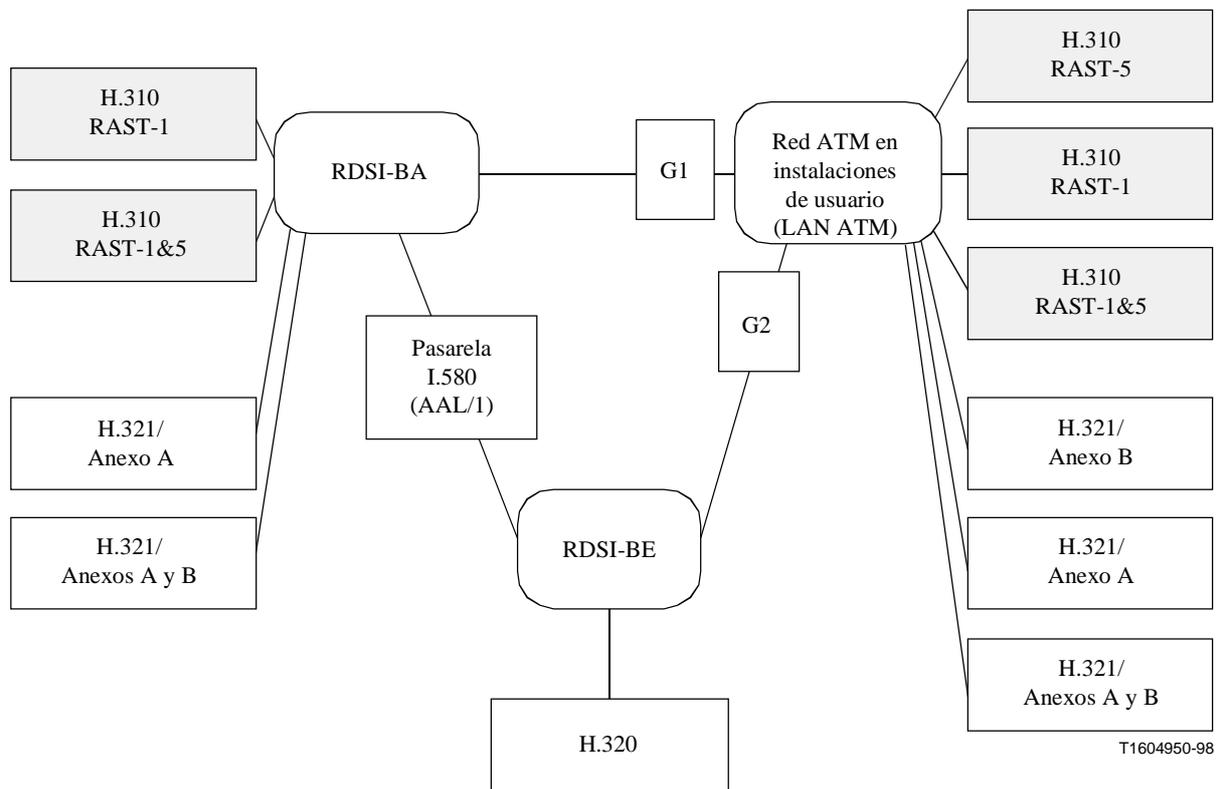 H.310
RAST-5
H.310
RAST-1
RDSI-BA
G1
Red ATM en
instalaciones
de usuario
(LAN ATM)
H.310
RAST-1
H.310
RAST-1&5
H.310
RAST-1&5
G2
Pasarela
I.580
(AAL/1)
H.321/
Anexo A
H.321/
Anexo B
H.321/
Anexos A y B
RDSI-BE
H.321/
Anexo A
H.321/
Anexos A y B
H.320
T1604950-98